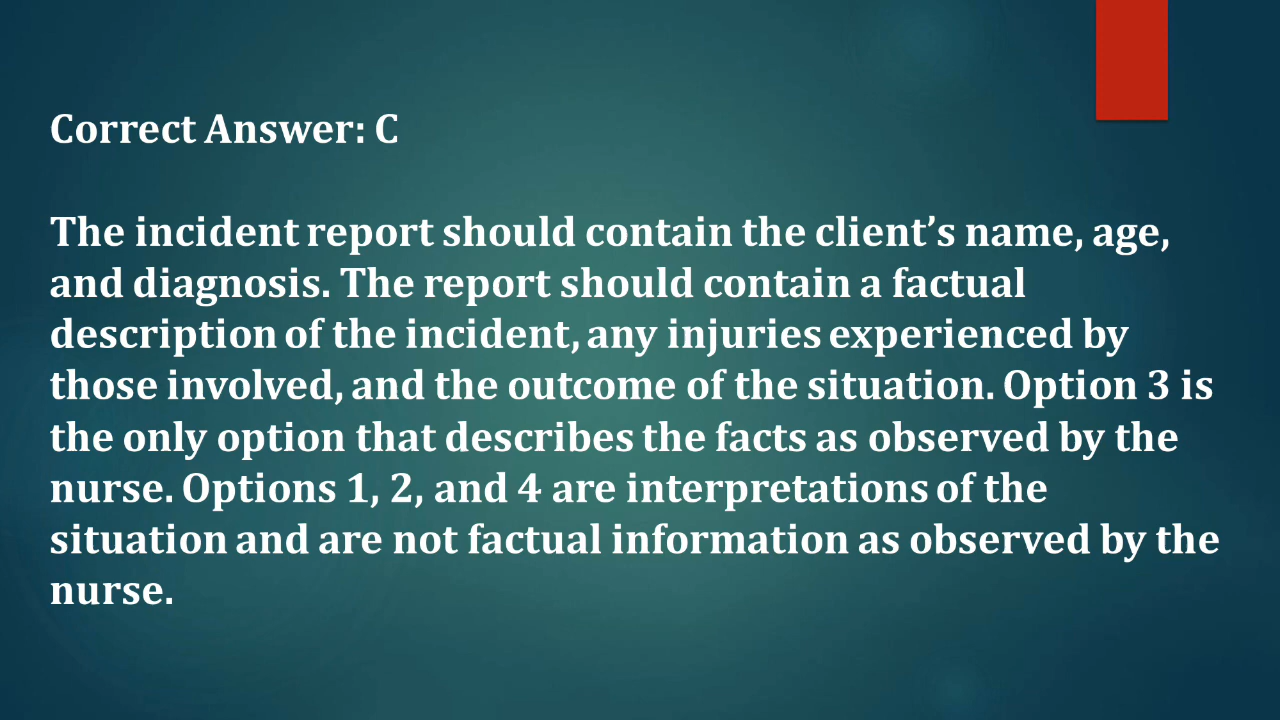 Correct Answer: C
The incident report should contain the client’s name, age,
and diagnosis. The report should contain a factual
description of the incident, any injuries experienced by
those involved, and the outcome of the situation. Option 3 is
the only option that describes the facts as observed by the
nurse. Options 1, 2, and 4 are interpretations of the
situation and are not factual information as observed by the
nurse.